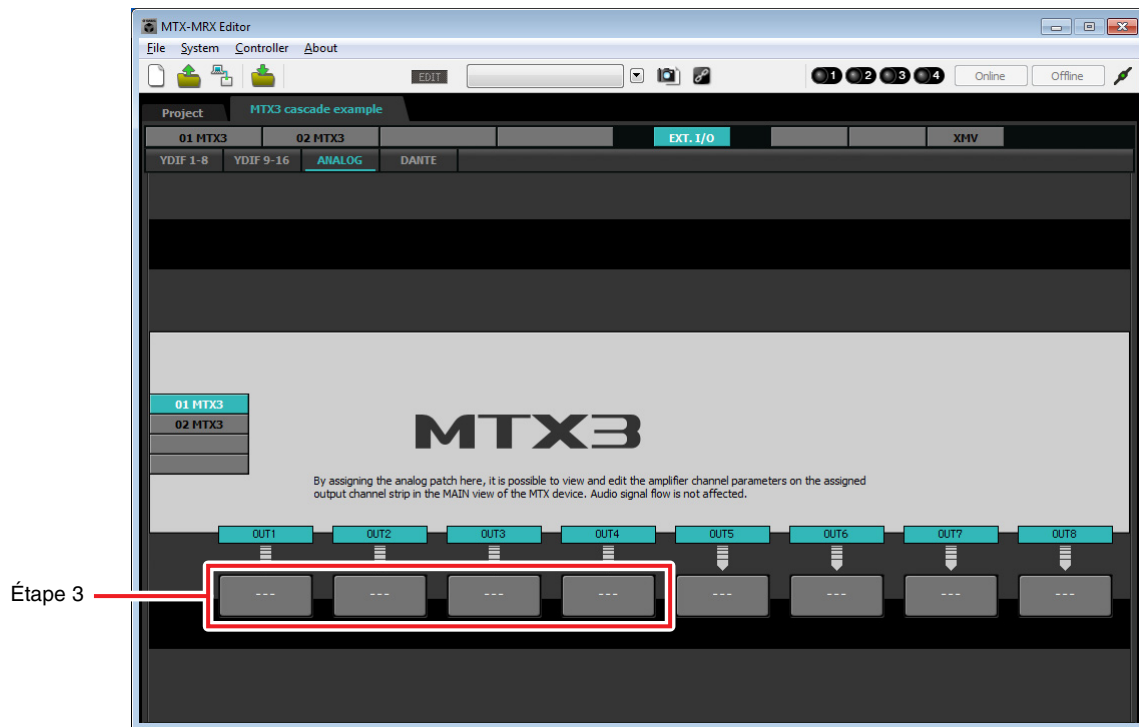 MTX-MRX Editor
File System Controller About
EDIT 1 2 3 4 Online Offline
Project MTX3 cascade example
01 MTX3 02 MTX3 EXT. I/O XMV
YDIF 1-8 YDIF 9-16 ANALOG DANTE
01 MTX3
02 MTX3
MTX3
By assigning the analog patch here, it is possible to view and edit the amplifier channel parameters on the assigned
output channel strip in the MAIN view of the MTX device. Audio signal flow is not affected.
OUT1 OUT2 OUT3 OUT4 OUT5 OUT6 OUT7 OUT8
Étape 3
--- --- --- --- --- --- --- ---